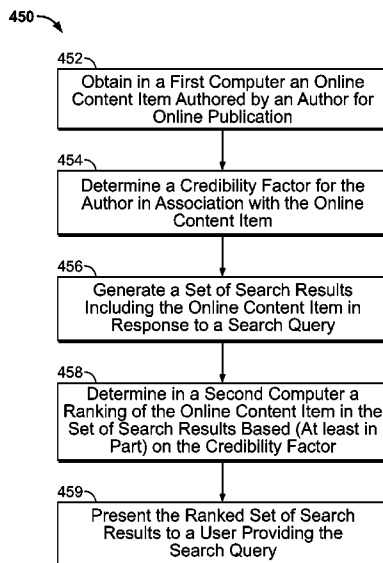 450
452
Obtain in a First Computer an Online
Content Item Authored by an Author for
Online Publication
454
Determine a Credibility Factor for the
Author in Association with the Online
Content Item
456
Generate a Set of Search Results
Including the Online Content Item in
Response to a Search Query
458
Determine in a Second Computer a
Ranking of the Online Content Item in the
Set of Search Results Based (At least in
Part) on the Credibility Factor
459
Present the Ranked Set of Search
Results to a User Providing the
Search Query